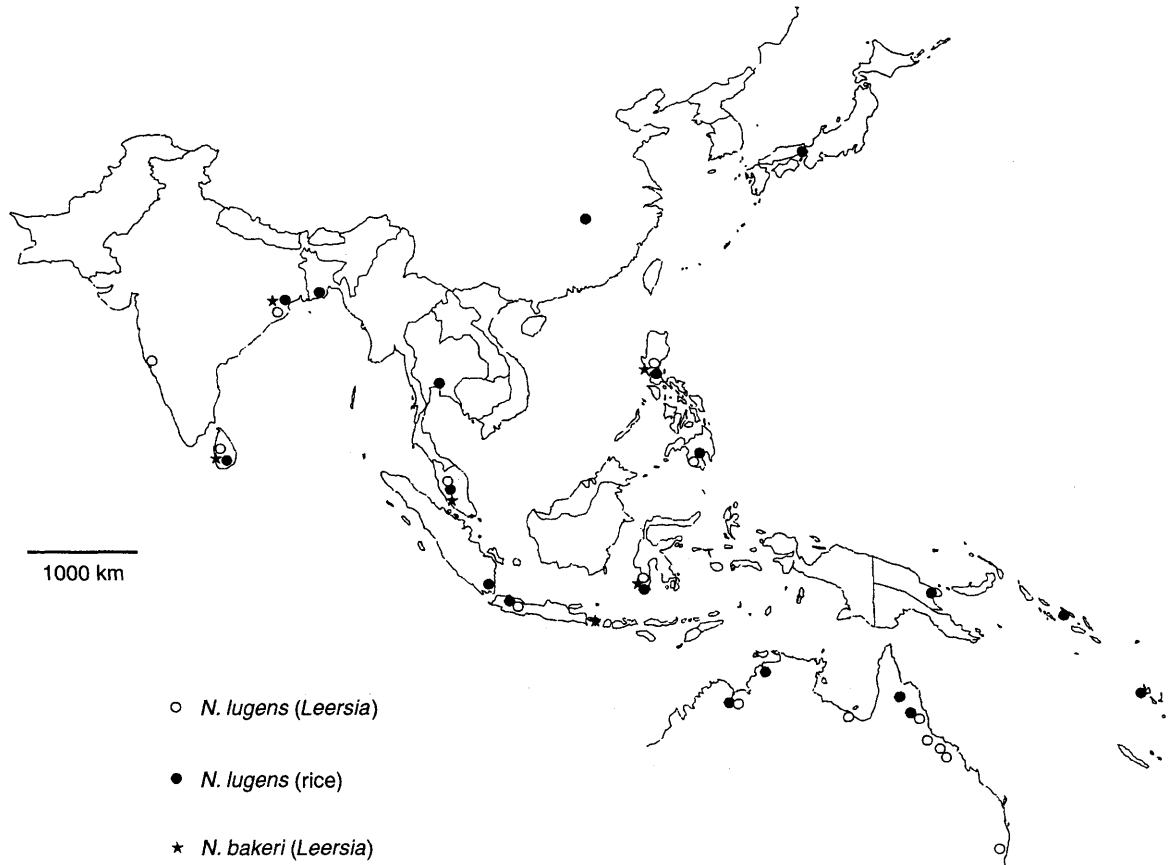 1000 km
N. lugens (Leersia)
N. lugens (rice)
N. bakeri (Leersia)